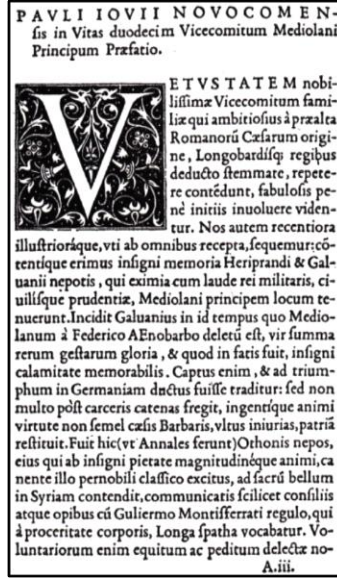 PAVLI IOVII NOVOCOMEN-
ſis in Vitas duodecim Vicecomitum Mediolani
Principum Præfatio.
VETVSTATEM nobi-
liſſimæ Vicecomitum fami-
liæ qui ambitioſius à præalta
Romanorũ Cæſarum origi-
ne, Longobardiſq; regibus
deducto ſtemmate, repete-
re contẽdunt, fabuloſis pe-
nè initiis inuoluere viden-
tur. Nos autem recentiora
illuſtrioráque, vti ab omnibus recepta, ſequemur: cõ-
tentique erimus inſigni memoria Heriprandi & Gal-
uanii nepotis, qui eximia cum laude rei militaris, ci-
uilíſque prudentiæ, Mediolani principem locum te-
nuerunt. Incidit Galuanius in id tempus quo Medio-
lanum à Federico AEnobarbo deletũ eſt, vir ſumma
rerum geſtarum gloria, & quod in fatis fuit, inſigni
calamitate memorabilis. Captus enim, & ad trium-
phum in Germaniam ductus fuiſſe traditur: ſed non
multo pòſt carceris catenas fregit, ingentíque animi
virtute non ſemel cæſis Barbaris, vltus iniurias, patriã
reſtituit. Fuit hic (vt Annales ferunt) Othonis nepos,
eius qui ab inſigni pietate magnitudinéque animi, ca
nente illo pernobili claſſico excitus, ad ſacrũ bellum
in Syriam contendit, communicatis ſcilicet conſiliis
atque opibus cũ Guliermo Montiſferrati regulo, qui
à proceritate corporis, Longa ſpatha vocabatur. Vo-
luntariorum enim equitum ac peditum delectæ no-
A.iii.